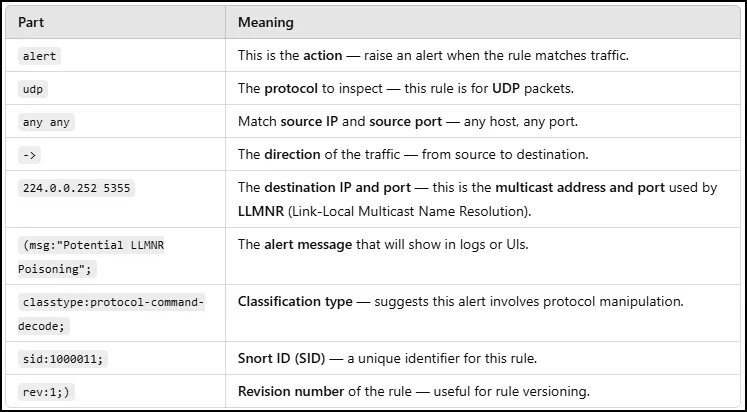 Part Meaning
alert This is the action — raise an alert when the rule matches traffic.
udp The protocol to inspect — this rule is for UDP packets.
any any Match source IP and source port — any host, any port.
-> The direction of the traffic — from source to destination.
224.0.0.252 5355 The destination IP and port — this is the multicast address and port used by
LLMNR (Link-Local Multicast Name Resolution).
(msg:"Potential LLMNR The alert message that will show in logs or UIs.
Poisoning";
classtype:protocol-command- Classification type — suggests this alert involves protocol manipulation.
decode;
sid:1000011; Snort ID (SID) — a unique identifier for this rule.
rev:1;) Revision number of the rule — useful for rule versioning.